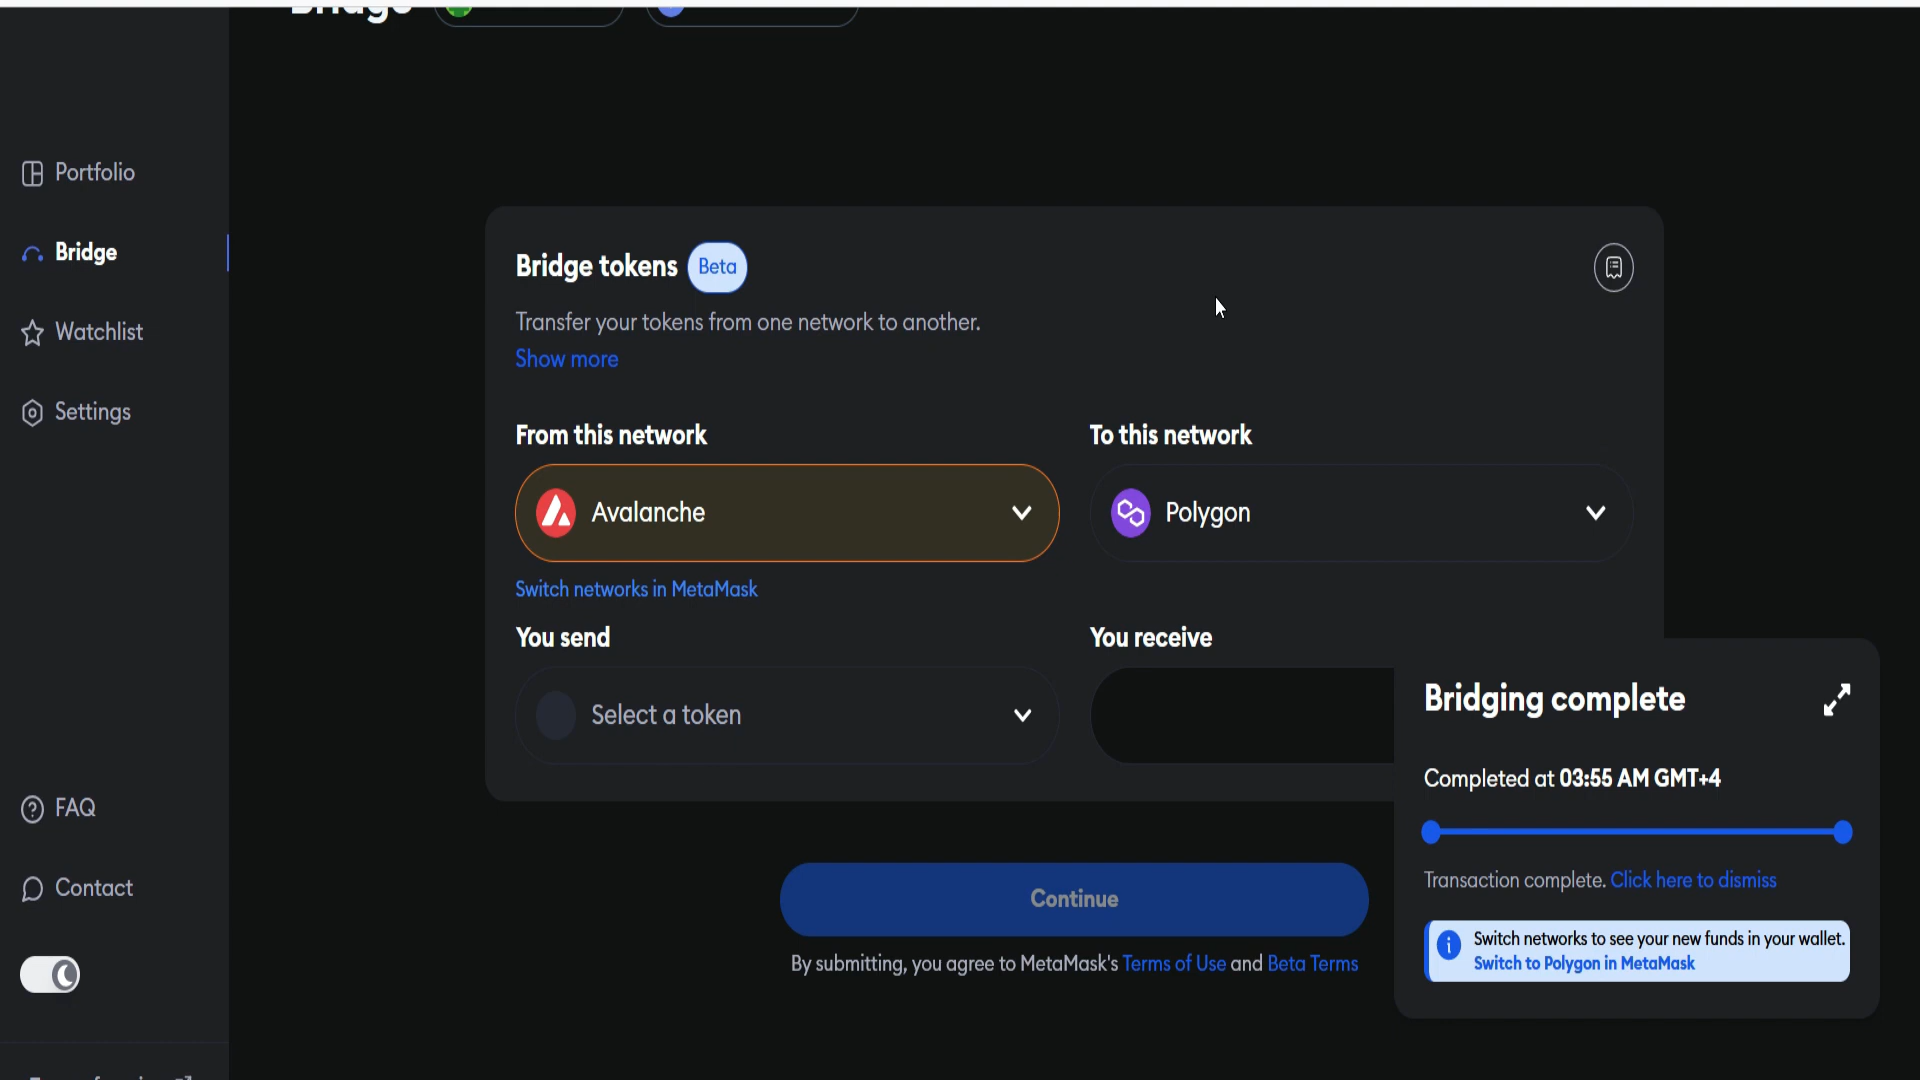 Bridge
Portfolio
Bridge
Watchlist
Settings
Bridge tokens Beta
Transfer your tokens from one network to another.
Show more
From this network
To this network
Avalanche
Polygon
Switch networks in MetaMask
You send
You receive
Select a token
Bridging complete
Completed at 03:55 AM GMT+4
Transaction complete. Click here to dismiss
Switch networks to see your new funds in your wallet.
Switch to Polygon in MetaMask
Continue
By submitting, you agree to MetaMask's Terms of Use and Beta Terms
FAQ
Contact